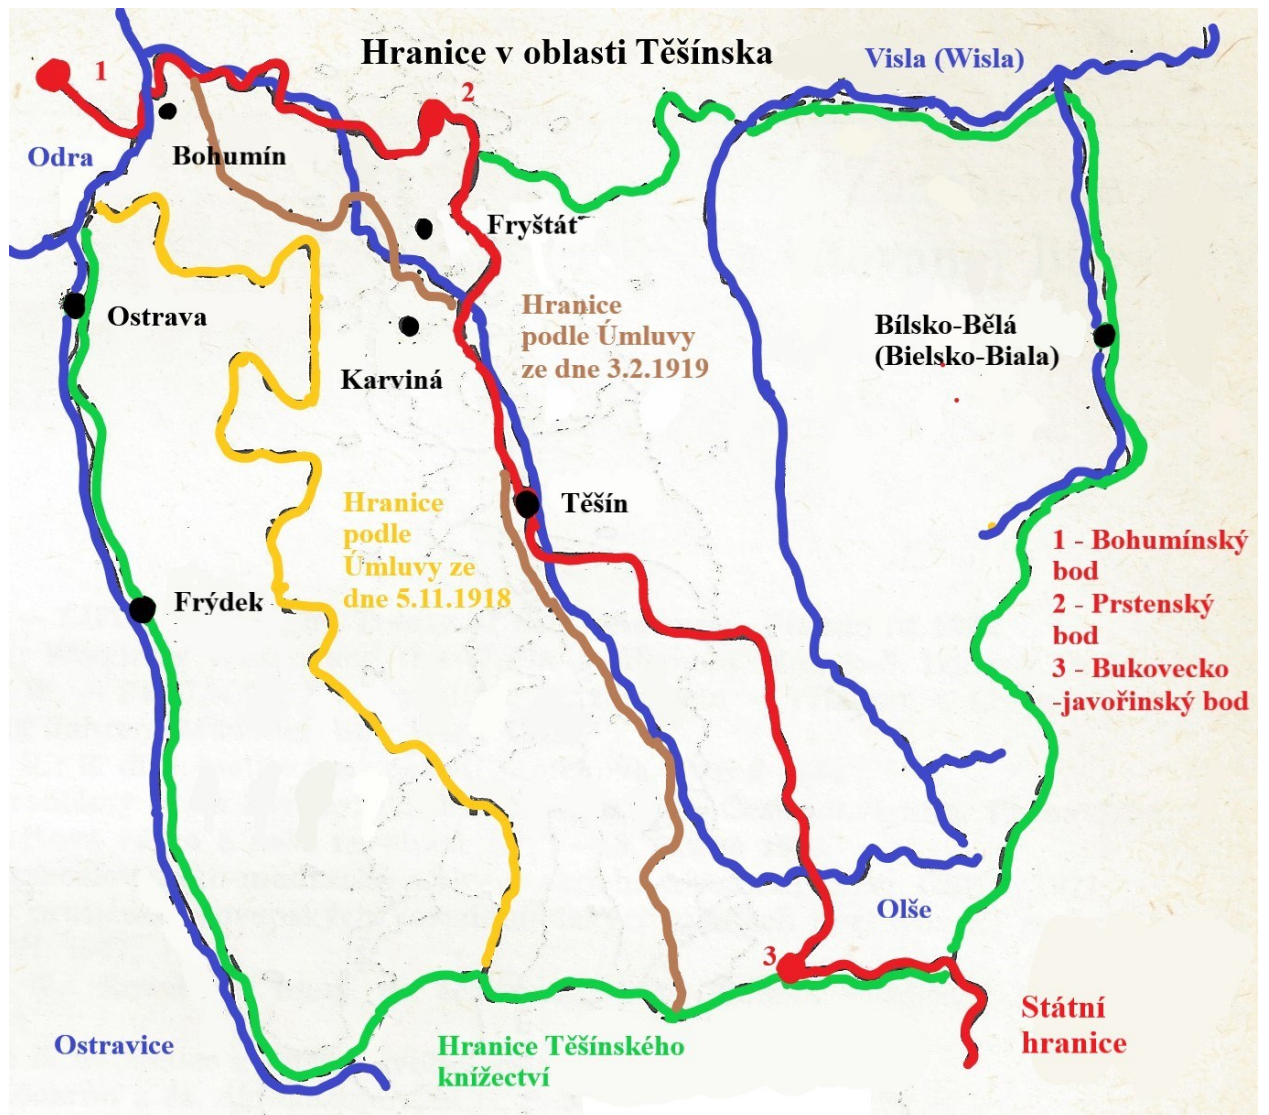 Hranice v oblasti Těšínska
Visla (Wisla)
1
2
Odra
Bohumín
Fryštát
Ostrava
Hranice
podle Úmluvy
ze dne 3.2.1919
Bílsko-Bělá
(Bielsko-Biala)
Karviná
Hranice
podle
Úmluvy ze
dne 5.11.1918
Těšín
Frýdek
1 - Bohumínský
bod
2 - Prstenský
bod
3 - Bukovecko
-javořinský bod
Olše
3
Státní
hranice
Ostravice
Hranice Těšínského
knížectví